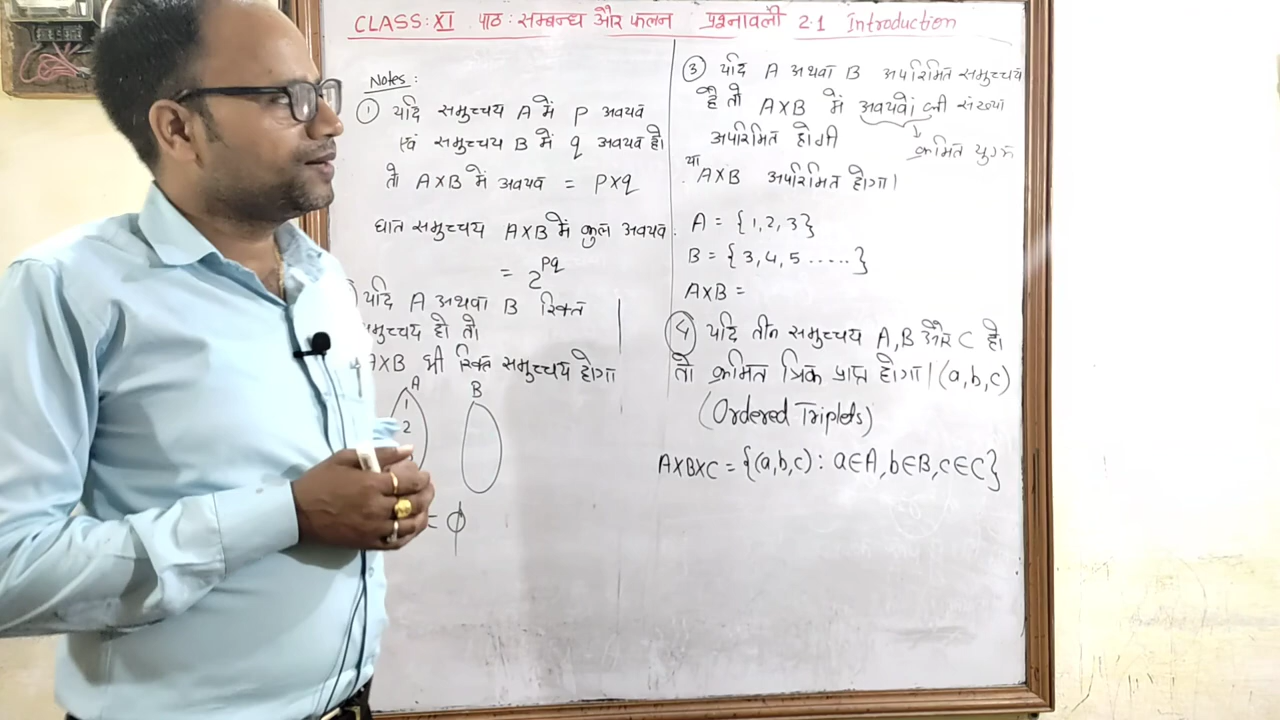 CLASS: XI पाठ: सम्बन्ध और फलन प्रश्नावली 2.1 Introduction
Notes:
① यदि समुच्चय A में P अवयव
एवं समुच्चय B में q अवयव हो
तो A×B में अवयव = P×q
घात समुच्चय A×B में कुल अवयव
= 2^Pq
यदि A अथवा B रिक्त
समुच्चय हो तो
A×B भी रिक्त समुच्चय होगा
A B
1
2
= ϕ
③ यदि A अथवा B अपरिमित समुच्चय
है तो A×B में अवयवों की संख्या
अपरिमित होगी
क्रमित युग्म
या A×B अपरिमित होगा।
A = {1,2,3}
B = {3,4,5 .....}
A×B =
④ यदि तीन समुच्चय A,B और C हो
तो क्रमित त्रिक प्राप्त होगा। (a,b,c)
(Ordered Triplets)
A×B×C = {(a,b,c) : a∈A, b∈B, c∈C}